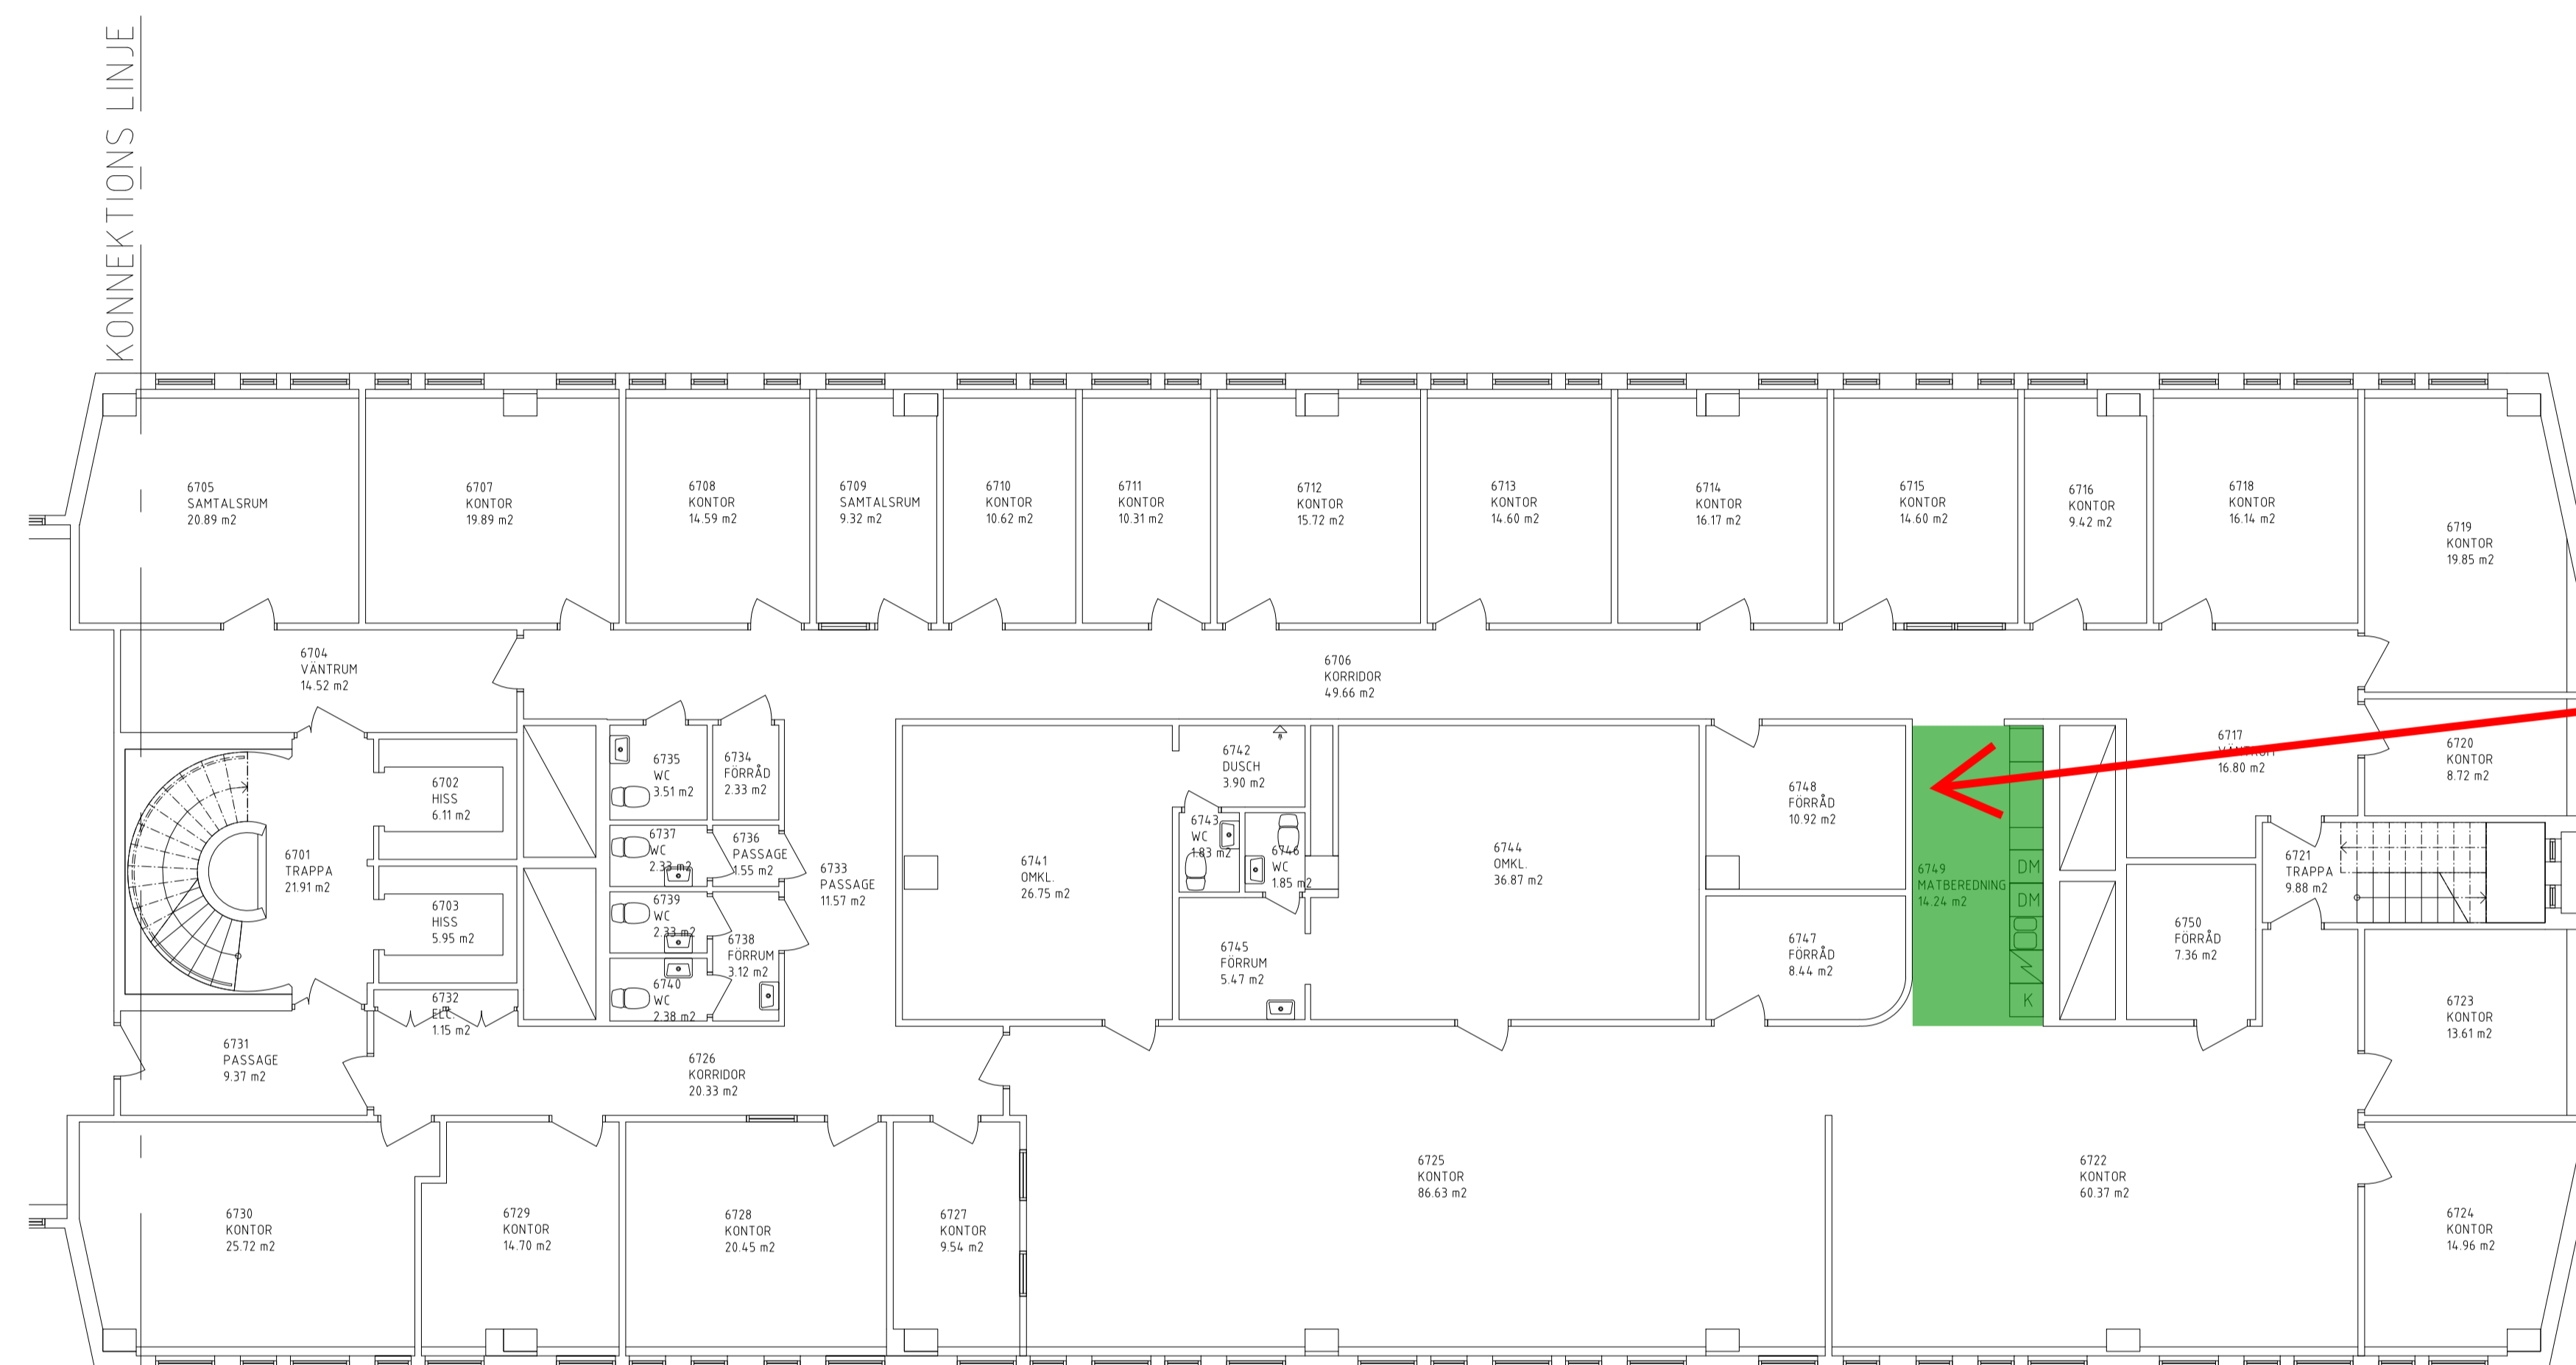 KONNEKTIONS LINJE
6705
SAMTALSRUM
20.89 m2
6707
KONTOR
19.89 m2
6708
KONTOR
14.59 m2
6709
SAMTALSRUM
9.32 m2
6710
KONTOR
10.62 m2
6711
KONTOR
10.31 m2
6712
KONTOR
15.72 m2
6713
KONTOR
14.60 m2
6714
KONTOR
16.17 m2
6715
KONTOR
14.60 m2
6716
KONTOR
9.42 m2
6718
KONTOR
16.14 m2
6719
KONTOR
19.85 m2
6704
VÄNTRUM
14.52 m2
6706
KORRIDOR
49.66 m2
6702
HISS
6.11 m2
6735
WC
3.51 m2
6734
FÖRRÅD
2.33 m2
6742
DUSCH
3.90 m2
6748
FÖRRÅD
10.92 m2
6717
VÄNTRUM
16.80 m2
6720
KONTOR
8.72 m2
6701
TRAPPA
21.91 m2
6703
HISS
5.95 m2
6737
WC
2.33 m2
6736
PASSAGE
1.55 m2
6733
PASSAGE
11.57 m2
6741
OMKL.
26.75 m2
6743
WC
1.83 m2
6746
WC
1.85 m2
6744
OMKL.
36.87 m2
6749
MATBEREDNING
14.24 m2
DM
DM
K
6721
TRAPPA
9.88 m2
6739
WC
2.33 m2
6738
FÖRRUM
3.12 m2
6740
WC
2.38 m2
6745
FÖRRUM
5.47 m2
6747
FÖRRÅD
8.44 m2
6750
FÖRRÅD
7.36 m2
6732
ELC.
1.15 m2
6731
PASSAGE
9.37 m2
6726
KORRIDOR
20.33 m2
6723
KONTOR
13.61 m2
6730
KONTOR
25.72 m2
6729
KONTOR
14.70 m2
6728
KONTOR
20.45 m2
6727
KONTOR
9.54 m2
6725
KONTOR
86.63 m2
6722
KONTOR
60.37 m2
6724
KONTOR
14.96 m2